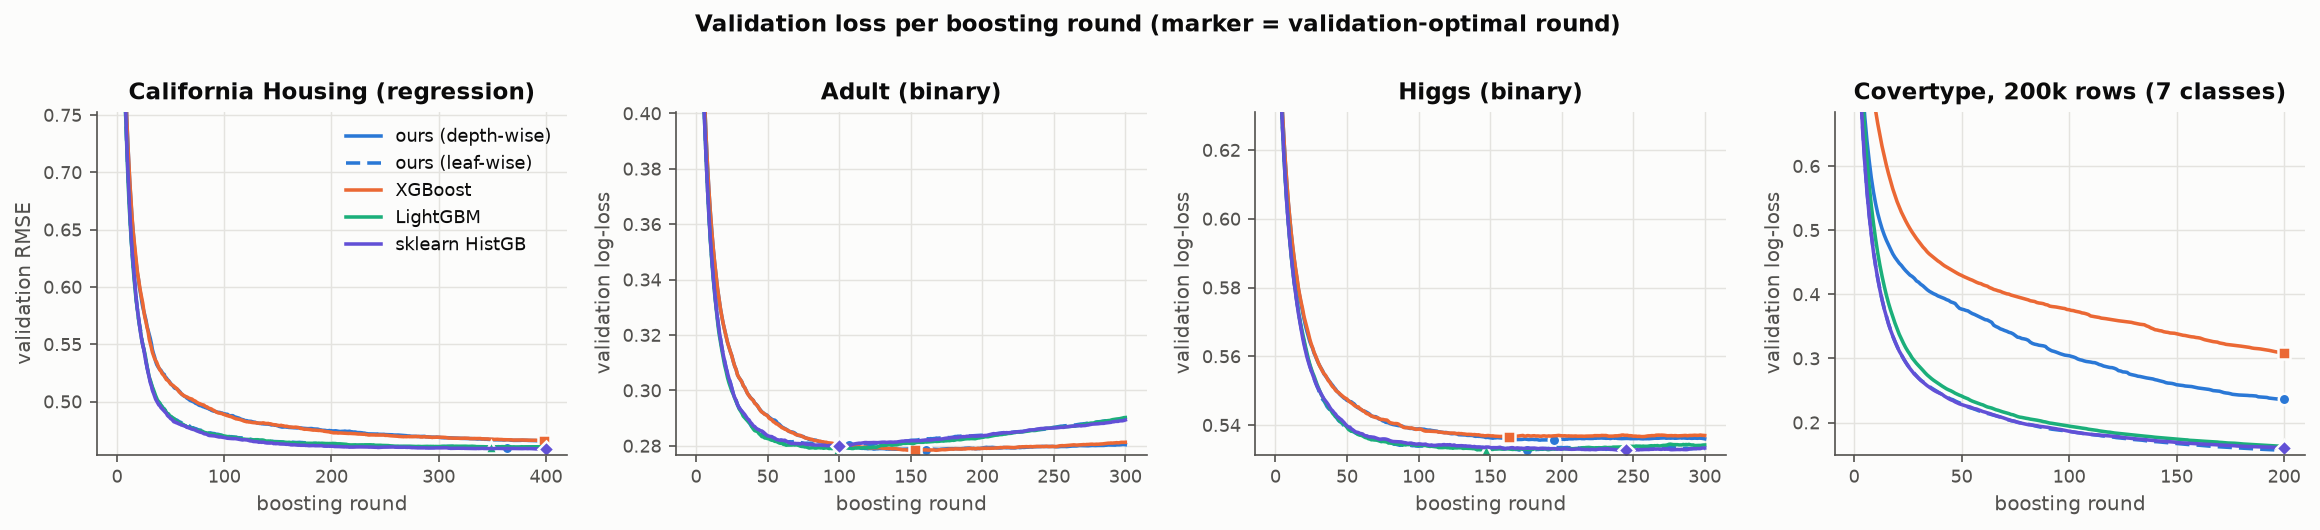 Validation loss per boosting round (marker = validation-optimal round)
California Housing (regression)
validation RMSE
0.75
0.70
0.65
0.60
0.55
0.50
ours (depth-wise)
ours (leaf-wise)
XGBoost
LightGBM
sklearn HistGB
0 100 200 300 400
boosting round
Adult (binary)
validation log-loss
0.40
0.38
0.36
0.34
0.32
0.30
0.28
0 50 100 150 200 250 300
boosting round
Higgs (binary)
validation log-loss
0.62
0.60
0.58
0.56
0.54
0 50 100 150 200 250 300
boosting round
Covertype, 200k rows (7 classes)
validation log-loss
0.6
0.5
0.4
0.3
0.2
0 50 100 150 200
boosting round